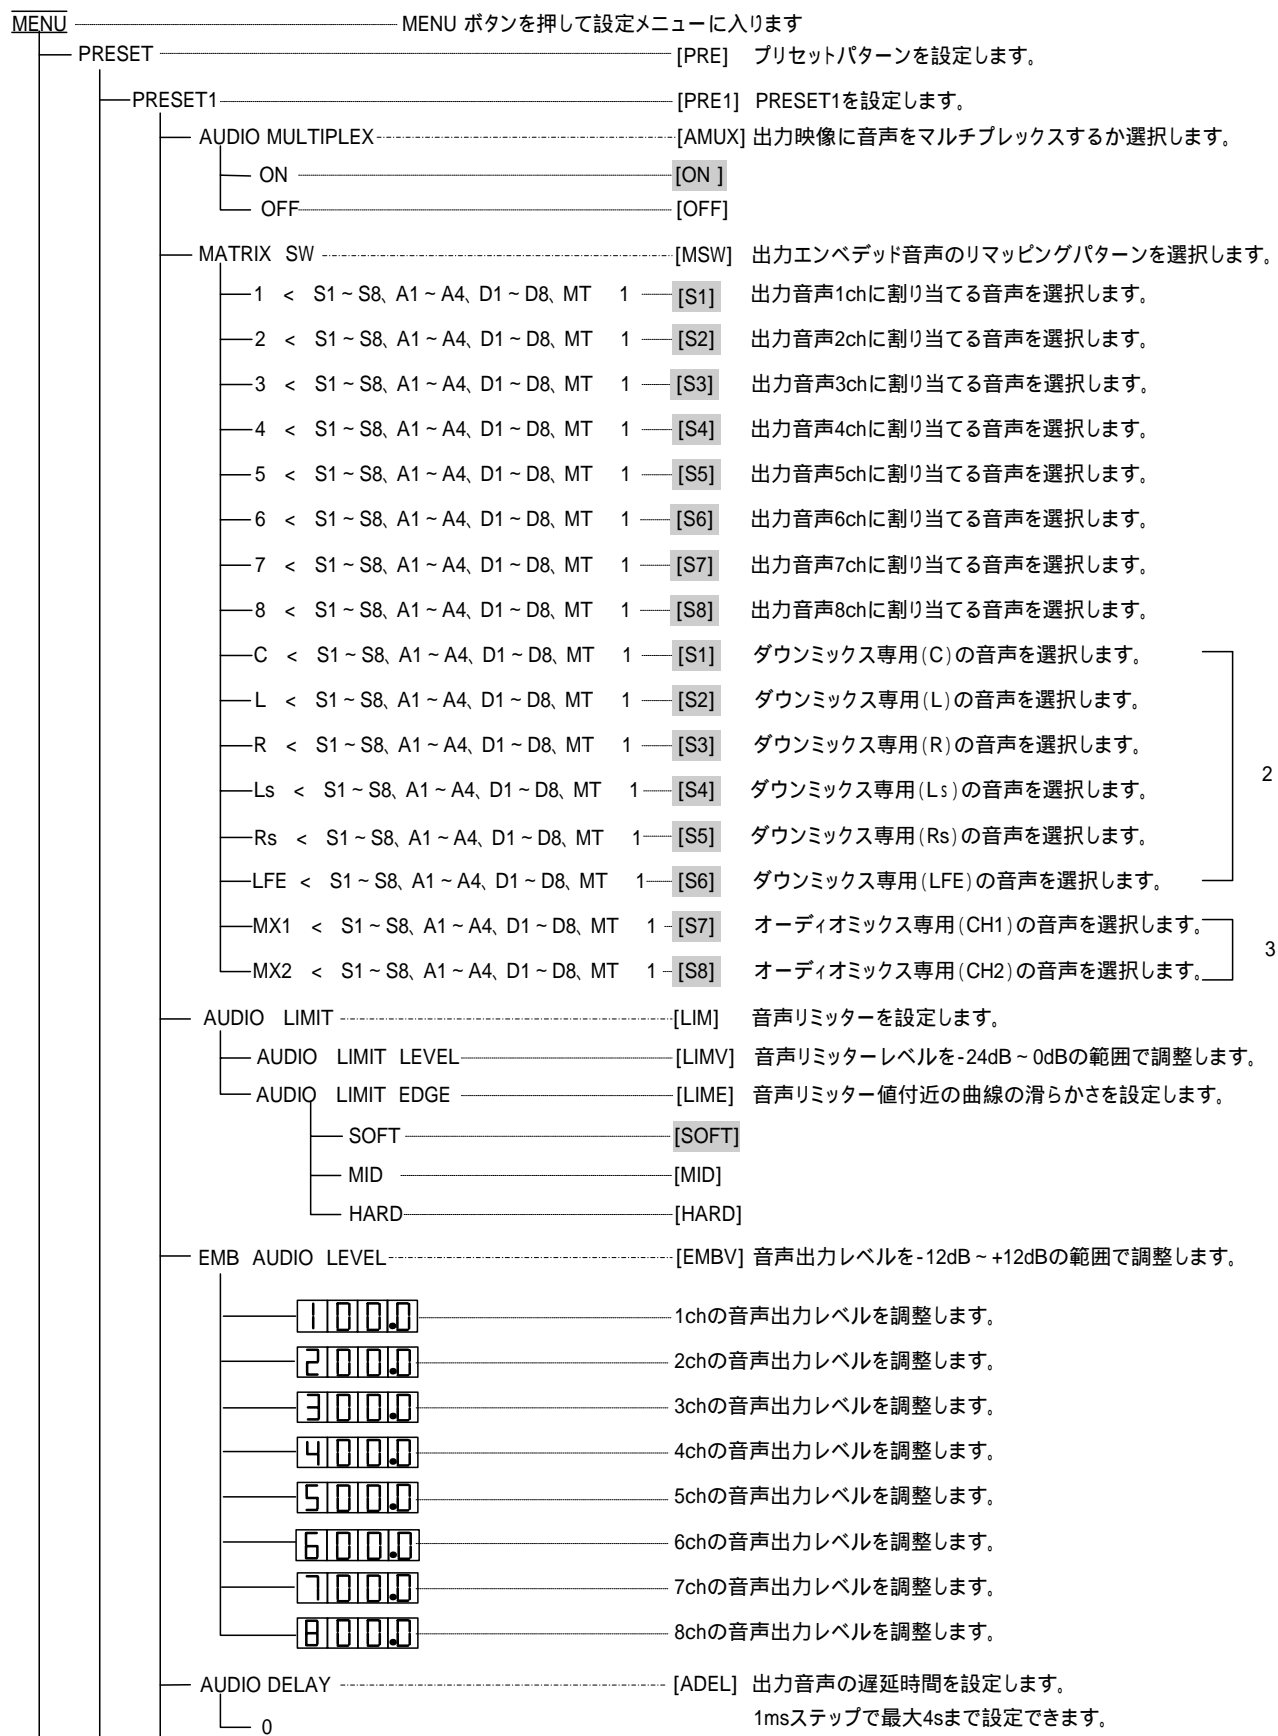 MENU MENU ボタンを押して設定メニューに入ります
PRESET [PRE] プリセットパターンを設定します。
PRESET1 [PRE1] PRESET1を設定します。
AUDIO MULTIPLEX [AMUX] 出力映像に音声をマルチプレックスするか選択します。
ON [ON ]
OFF [OFF]
MATRIX SW [MSW] 出力エンベデッド音声のリマッピングパターンを選択します。
1 < S1~S8、A1~A4、D1~D8、MT 1 [S1] 出力音声1chに割り当てる音声を選択します。
2 < S1~S8、A1~A4、D1~D8、MT 1 [S2] 出力音声2chに割り当てる音声を選択します。
3 < S1~S8、A1~A4、D1~D8、MT 1 [S3] 出力音声3chに割り当てる音声を選択します。
4 < S1~S8、A1~A4、D1~D8、MT 1 [S4] 出力音声4chに割り当てる音声を選択します。
5 < S1~S8、A1~A4、D1~D8、MT 1 [S5] 出力音声5chに割り当てる音声を選択します。
6 < S1~S8、A1~A4、D1~D8、MT 1 [S6] 出力音声6chに割り当てる音声を選択します。
7 < S1~S8、A1~A4、D1~D8、MT 1 [S7] 出力音声7chに割り当てる音声を選択します。
8 < S1~S8、A1~A4、D1~D8、MT 1 [S8] 出力音声8chに割り当てる音声を選択します。
C < S1~S8、A1~A4、D1~D8、MT 1 [S1] ダウンミックス専用(C)の音声を選択します。
L < S1~S8、A1~A4、D1~D8、MT 1 [S2] ダウンミックス専用(L)の音声を選択します。
R < S1~S8、A1~A4、D1~D8、MT 1 [S3] ダウンミックス専用(R)の音声を選択します。
2
Ls < S1~S8、A1~A4、D1~D8、MT 1 [S4] ダウンミックス専用(Ls)の音声を選択します。
Rs < S1~S8、A1~A4、D1~D8、MT 1 [S5] ダウンミックス専用(Rs)の音声を選択します。
LFE < S1~S8、A1~A4、D1~D8、MT 1 [S6] ダウンミックス専用(LFE)の音声を選択します。
MX1 < S1~S8、A1~A4、D1~D8、MT 1 [S7] オーディオミックス専用(CH1)の音声を選択します。
3
MX2 < S1~S8、A1~A4、D1~D8、MT 1 [S8] オーディオミックス専用(CH2)の音声を選択します。
AUDIO LIMIT [LIM] 音声リミッターを設定します。
AUDIO LIMIT LEVEL [LIMV] 音声リミッターレベルを-24dB~0dBの範囲で調整します。
AUDIO LIMIT EDGE [LIME] 音声リミッター値付近の曲線の滑らかさを設定します。
SOFT [SOFT]
MID [MID]
HARD [HARD]
EMB AUDIO LEVEL [EMBV] 音声出力レベルを-12dB~+12dBの範囲で調整します。
100.0 1chの音声出力レベルを調整します。
200.0 2chの音声出力レベルを調整します。
300.0 3chの音声出力レベルを調整します。
400.0 4chの音声出力レベルを調整します。
500.0 5chの音声出力レベルを調整します。
600.0 6chの音声出力レベルを調整します。
700.0 7chの音声出力レベルを調整します。
800.0 8chの音声出力レベルを調整します。
AUDIO DELAY [ADEL] 出力音声の遅延時間を設定します。
0 1msステップで最大4sまで設定できます。